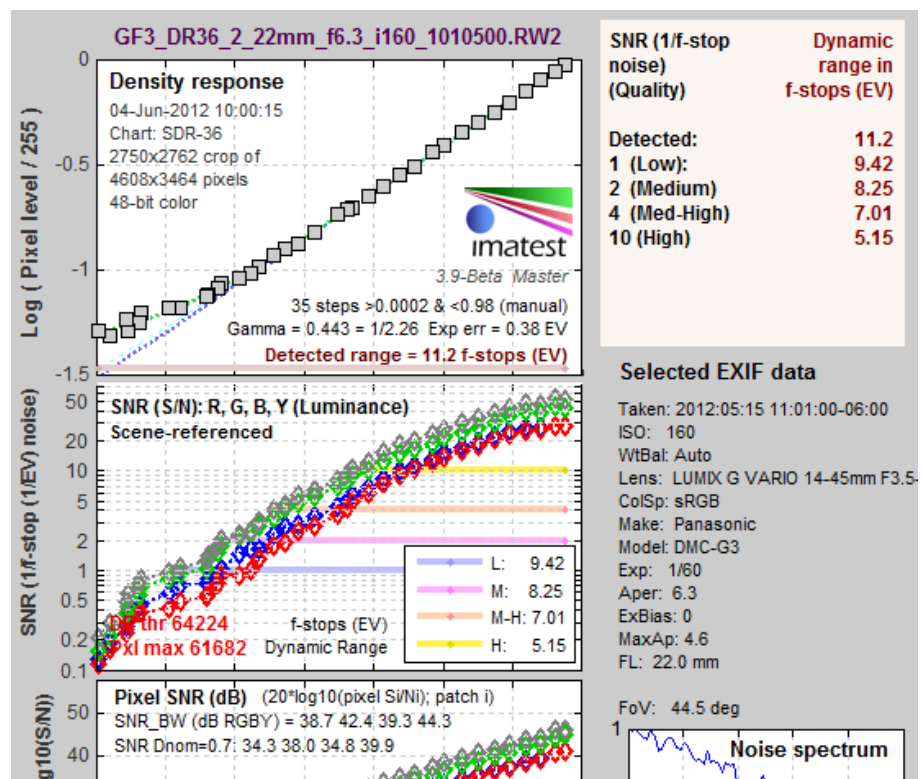 GF3_DR36_2_22mm_f6.3_i160_1010500.RW2
0
-0.5
-1
-1.5
Log ( Pixel level / 255 )
Density response
04-Jun-2012 10:00:15
Chart: SDR-36
2750x2762 crop of
4608x3464 pixels
48-bit color
imatest
3.9-Beta Master
35 steps >0.0002 & <0.98 (manual)
Gamma = 0.443 = 1/2.26 Exp err = 0.38 EV
Detected range = 11.2 f-stops (EV)
SNR (1/f-stop noise) (Quality) Dynamic range in f-stops (EV)
Detected: 11.2
1 (Low): 9.42
2 (Medium) 8.25
4 (Med-High) 7.01
10 (High) 5.15
50
20
10
5
2
1
0.5
0.2
0.1
SNR (1/f-stop (1/EV) noise)
SNR (S/N): R, G, B, Y (Luminance)
Scene-referenced
L: 9.42
M: 8.25
M-H: 7.01
H: 5.15
thr 64224
xl max 61682
f-stops (EV)
Dynamic Range
Selected EXIF data
Taken: 2012:05:15 11:01:00-06:00
ISO: 160
WtBal: Auto
Lens: LUMIX G VARIO 14-45mm F3.5-
ColSp: sRGB
Make: Panasonic
Model: DMC-G3
Exp: 1/60
Aper: 6.3
ExBias: 0
MaxAp: 4.6
FL: 22.0 mm
FoV: 44.5 deg
50
40
g10(S/N))
Pixel SNR (dB) (20*log10(pixel Si/Ni); patch i)
SNR_BW (dB RGBY) = 38.7 42.4 39.3 44.3
SNR Dnom=0.7: 34.3 38.0 34.8 39.9
1
Noise spectrum